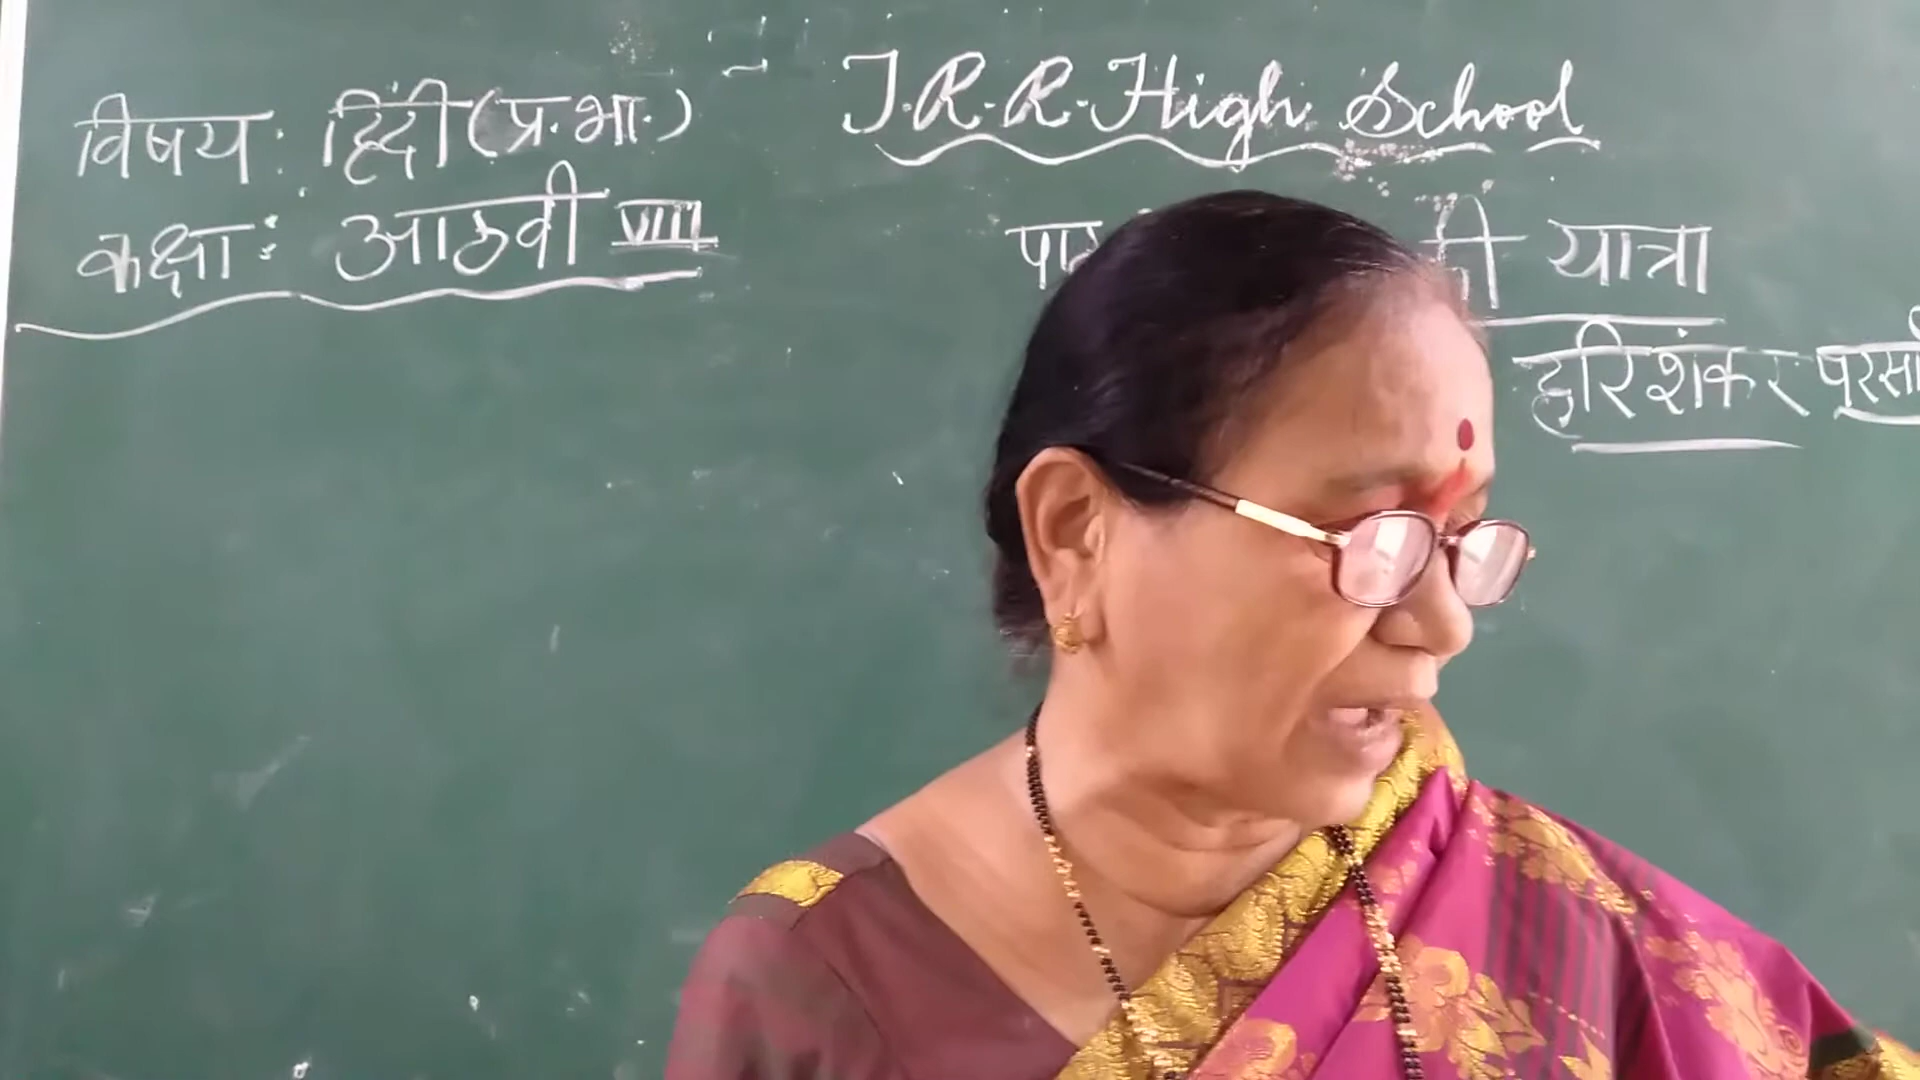 विषय: हिंदी (प्र.भा.)
J.R.R. High School
कक्षा: आठवी VIII
यात्रा
हरिशंकर